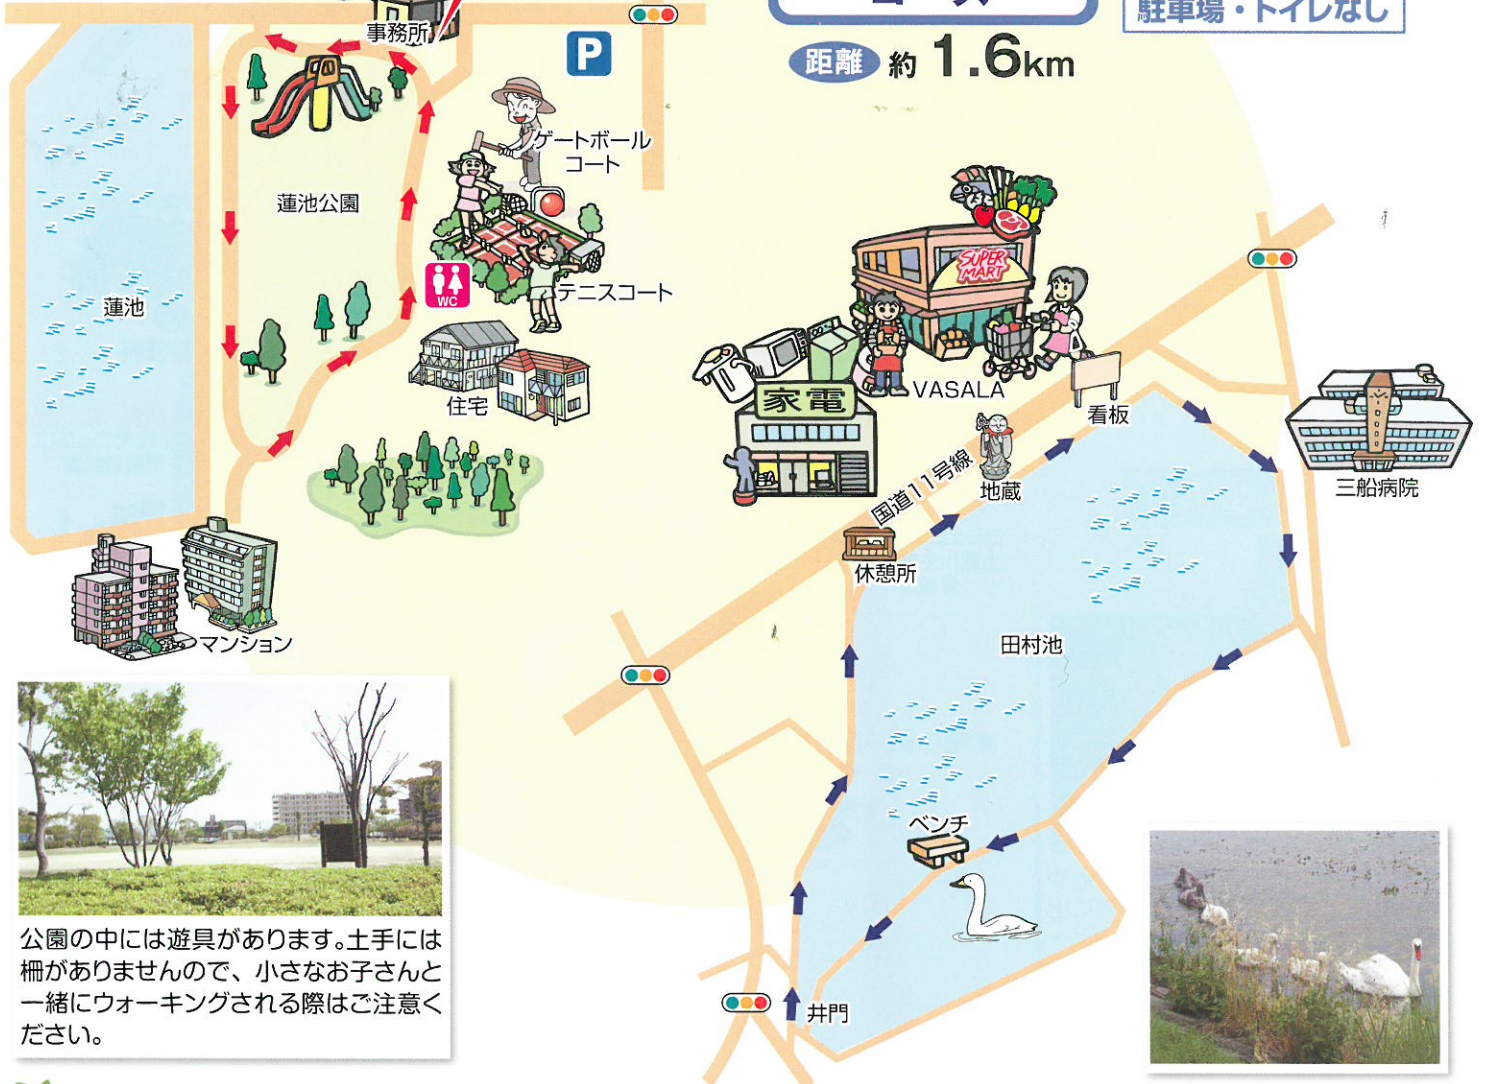 駐車場・トイレなし
距離 約 1.6km
事務所
P
ゲートボール
コート
蓮池公園
蓮池
WC
テニスコート
住宅
SUPER
MART
VASALA
家電
看板
国道11号線
地蔵
三船病院
休憩所
マンション
田村池
ベンチ
井門
公園の中には遊具があります。土手には
柵がありませんので、小さなお子さんと
一緒にウォーキングされる際はご注意く
ださい。